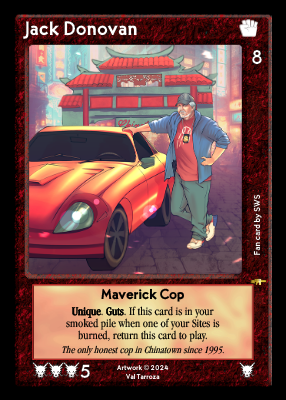 Jack Donovan
8
Fan card by SWS
Maverick Cop
Unique. Guts. If this card is in your
smoked pile when one of your Sites is
burned, return this card to play.
The only honest cop in Chinatown since 1995.
5
Artwork © 2024
Val Tarroza